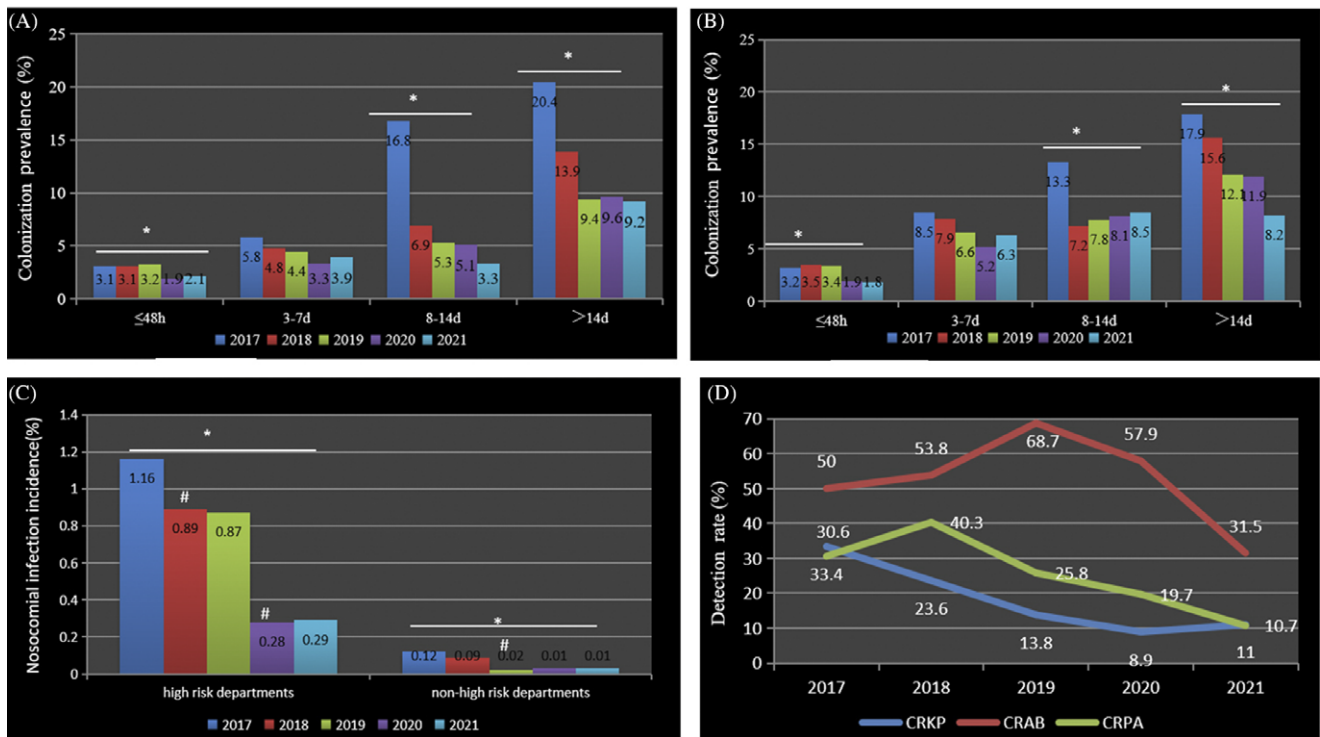 (A)
Colonization prevalence (%)
25
20
15
10
5
0
*
*
*
3.1 3.1 3.2 1.9 2.1
5.8 4.8 4.4 3.3 3.9
16.8 6.9 5.3 5.1 3.3
20.4 13.9 9.4 9.6 9.2
≤48h 3-7d 8-14d >14d
2017 2018 2019 2020 2021
(B)
Colonization prevalence (%)
25
20
15
10
5
0
*
*
*
3.2 3.5 3.4 1.9 1.8
8.5 7.9 6.6 5.2 6.3
13.3 7.2 7.8 8.1 8.5
17.9 15.6 12.1 11.9 8.2
≤48h 3-7d 8-14d >14d
2017 2018 2019 2020 2021
(C)
Nosocomial infection incidence(%)
1.4
1.2
1
0.8
0.6
0.4
0.2
0
*
#
#
1.16 0.89 0.87 0.28 0.29
*
#
0.12 0.09 0.02 0.01 0.01
high risk departments non-high risk departments
2017 2018 2019 2020 2021
(D)
Detection rate (%)
70
60
50
40
30
20
10
0
50 53.8 68.7 57.9 31.5
30.6 40.3 25.8 19.7 10.7
33.4 23.6 13.8 8.9 11
2017 2018 2019 2020 2021
CRKP CRAB CRPA